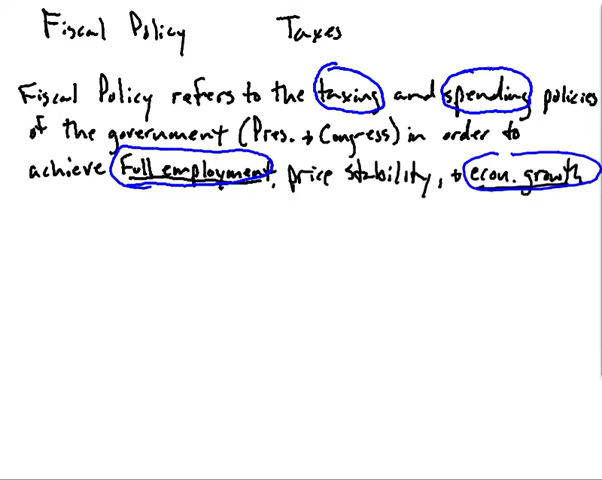 Fiscal Policy Taxes
Fiscal Policy refers to the taxing and spending policies
of the government (Pres. + Congress) in order to
achieve full employment, price stability, + econ. growth